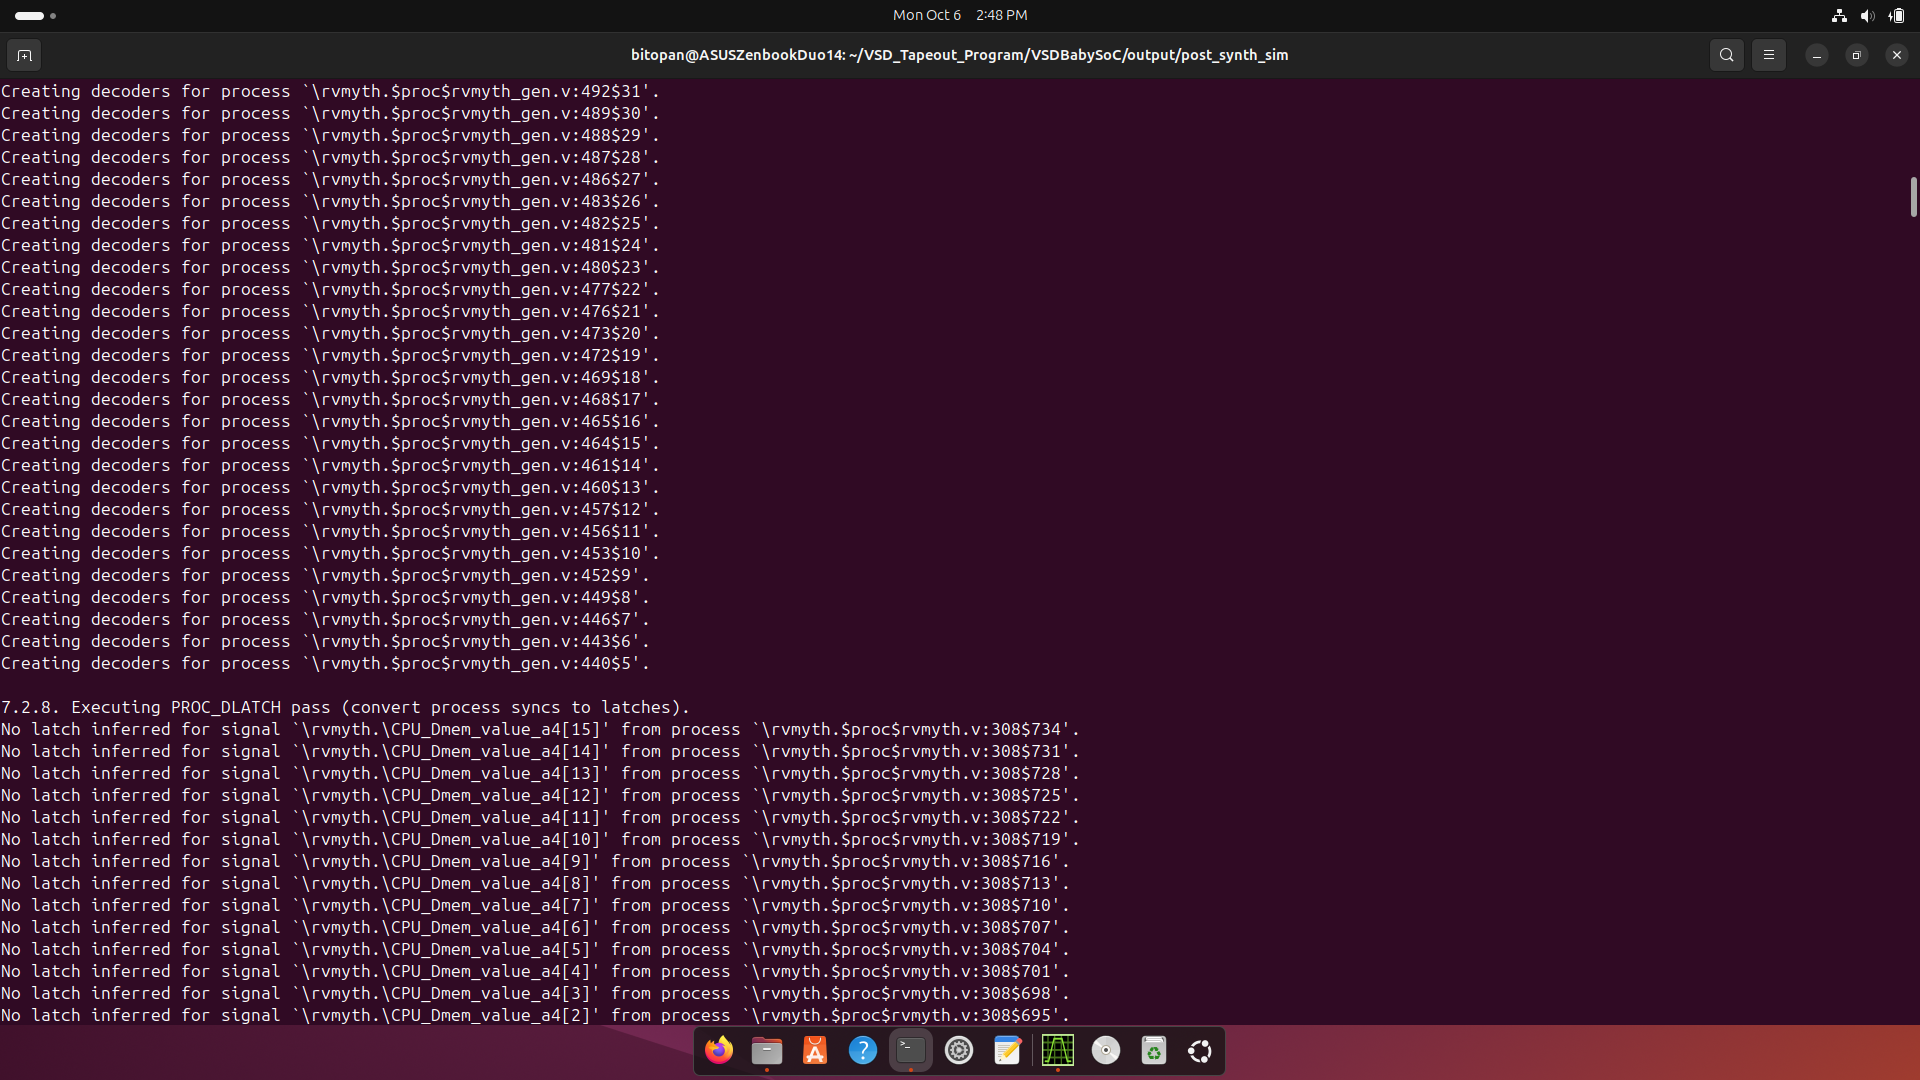 Mon Oct 6 2:48 PM
bitopan@ASUSZenbookDuo14: ~/VSD_Tapeout_Program/VSDBabySoC/output/post_synth_sim
Creating decoders for process `\rvmyth.$proc$rvmyth_gen.v:492$31'.
Creating decoders for process `\rvmyth.$proc$rvmyth_gen.v:489$30'.
Creating decoders for process `\rvmyth.$proc$rvmyth_gen.v:488$29'.
Creating decoders for process `\rvmyth.$proc$rvmyth_gen.v:487$28'.
Creating decoders for process `\rvmyth.$proc$rvmyth_gen.v:486$27'.
Creating decoders for process `\rvmyth.$proc$rvmyth_gen.v:483$26'.
Creating decoders for process `\rvmyth.$proc$rvmyth_gen.v:482$25'.
Creating decoders for process `\rvmyth.$proc$rvmyth_gen.v:481$24'.
Creating decoders for process `\rvmyth.$proc$rvmyth_gen.v:480$23'.
Creating decoders for process `\rvmyth.$proc$rvmyth_gen.v:477$22'.
Creating decoders for process `\rvmyth.$proc$rvmyth_gen.v:476$21'.
Creating decoders for process `\rvmyth.$proc$rvmyth_gen.v:473$20'.
Creating decoders for process `\rvmyth.$proc$rvmyth_gen.v:472$19'.
Creating decoders for process `\rvmyth.$proc$rvmyth_gen.v:469$18'.
Creating decoders for process `\rvmyth.$proc$rvmyth_gen.v:468$17'.
Creating decoders for process `\rvmyth.$proc$rvmyth_gen.v:465$16'.
Creating decoders for process `\rvmyth.$proc$rvmyth_gen.v:464$15'.
Creating decoders for process `\rvmyth.$proc$rvmyth_gen.v:461$14'.
Creating decoders for process `\rvmyth.$proc$rvmyth_gen.v:460$13'.
Creating decoders for process `\rvmyth.$proc$rvmyth_gen.v:457$12'.
Creating decoders for process `\rvmyth.$proc$rvmyth_gen.v:456$11'.
Creating decoders for process `\rvmyth.$proc$rvmyth_gen.v:453$10'.
Creating decoders for process `\rvmyth.$proc$rvmyth_gen.v:452$9'.
Creating decoders for process `\rvmyth.$proc$rvmyth_gen.v:449$8'.
Creating decoders for process `\rvmyth.$proc$rvmyth_gen.v:446$7'.
Creating decoders for process `\rvmyth.$proc$rvmyth_gen.v:443$6'.
Creating decoders for process `\rvmyth.$proc$rvmyth_gen.v:440$5'.
7.2.8. Executing PROC_DLATCH pass (convert process syncs to latches).
No latch inferred for signal `\rvmyth.\CPU_Dmem_value_a4[15]' from process `\rvmyth.$proc$rvmyth.v:308$734'.
No latch inferred for signal `\rvmyth.\CPU_Dmem_value_a4[14]' from process `\rvmyth.$proc$rvmyth.v:308$731'.
No latch inferred for signal `\rvmyth.\CPU_Dmem_value_a4[13]' from process `\rvmyth.$proc$rvmyth.v:308$728'.
No latch inferred for signal `\rvmyth.\CPU_Dmem_value_a4[12]' from process `\rvmyth.$proc$rvmyth.v:308$725'.
No latch inferred for signal `\rvmyth.\CPU_Dmem_value_a4[11]' from process `\rvmyth.$proc$rvmyth.v:308$722'.
No latch inferred for signal `\rvmyth.\CPU_Dmem_value_a4[10]' from process `\rvmyth.$proc$rvmyth.v:308$719'.
No latch inferred for signal `\rvmyth.\CPU_Dmem_value_a4[9]' from process `\rvmyth.$proc$rvmyth.v:308$716'.
No latch inferred for signal `\rvmyth.\CPU_Dmem_value_a4[8]' from process `\rvmyth.$proc$rvmyth.v:308$713'.
No latch inferred for signal `\rvmyth.\CPU_Dmem_value_a4[7]' from process `\rvmyth.$proc$rvmyth.v:308$710'.
No latch inferred for signal `\rvmyth.\CPU_Dmem_value_a4[6]' from process `\rvmyth.$proc$rvmyth.v:308$707'.
No latch inferred for signal `\rvmyth.\CPU_Dmem_value_a4[5]' from process `\rvmyth.$proc$rvmyth.v:308$704'.
No latch inferred for signal `\rvmyth.\CPU_Dmem_value_a4[4]' from process `\rvmyth.$proc$rvmyth.v:308$701'.
No latch inferred for signal `\rvmyth.\CPU_Dmem_value_a4[3]' from process `\rvmyth.$proc$rvmyth.v:308$698'.
No latch inferred for signal `\rvmyth.\CPU_Dmem_value_a4[2]' from process `\rvmyth.$proc$rvmyth.v:308$695'.